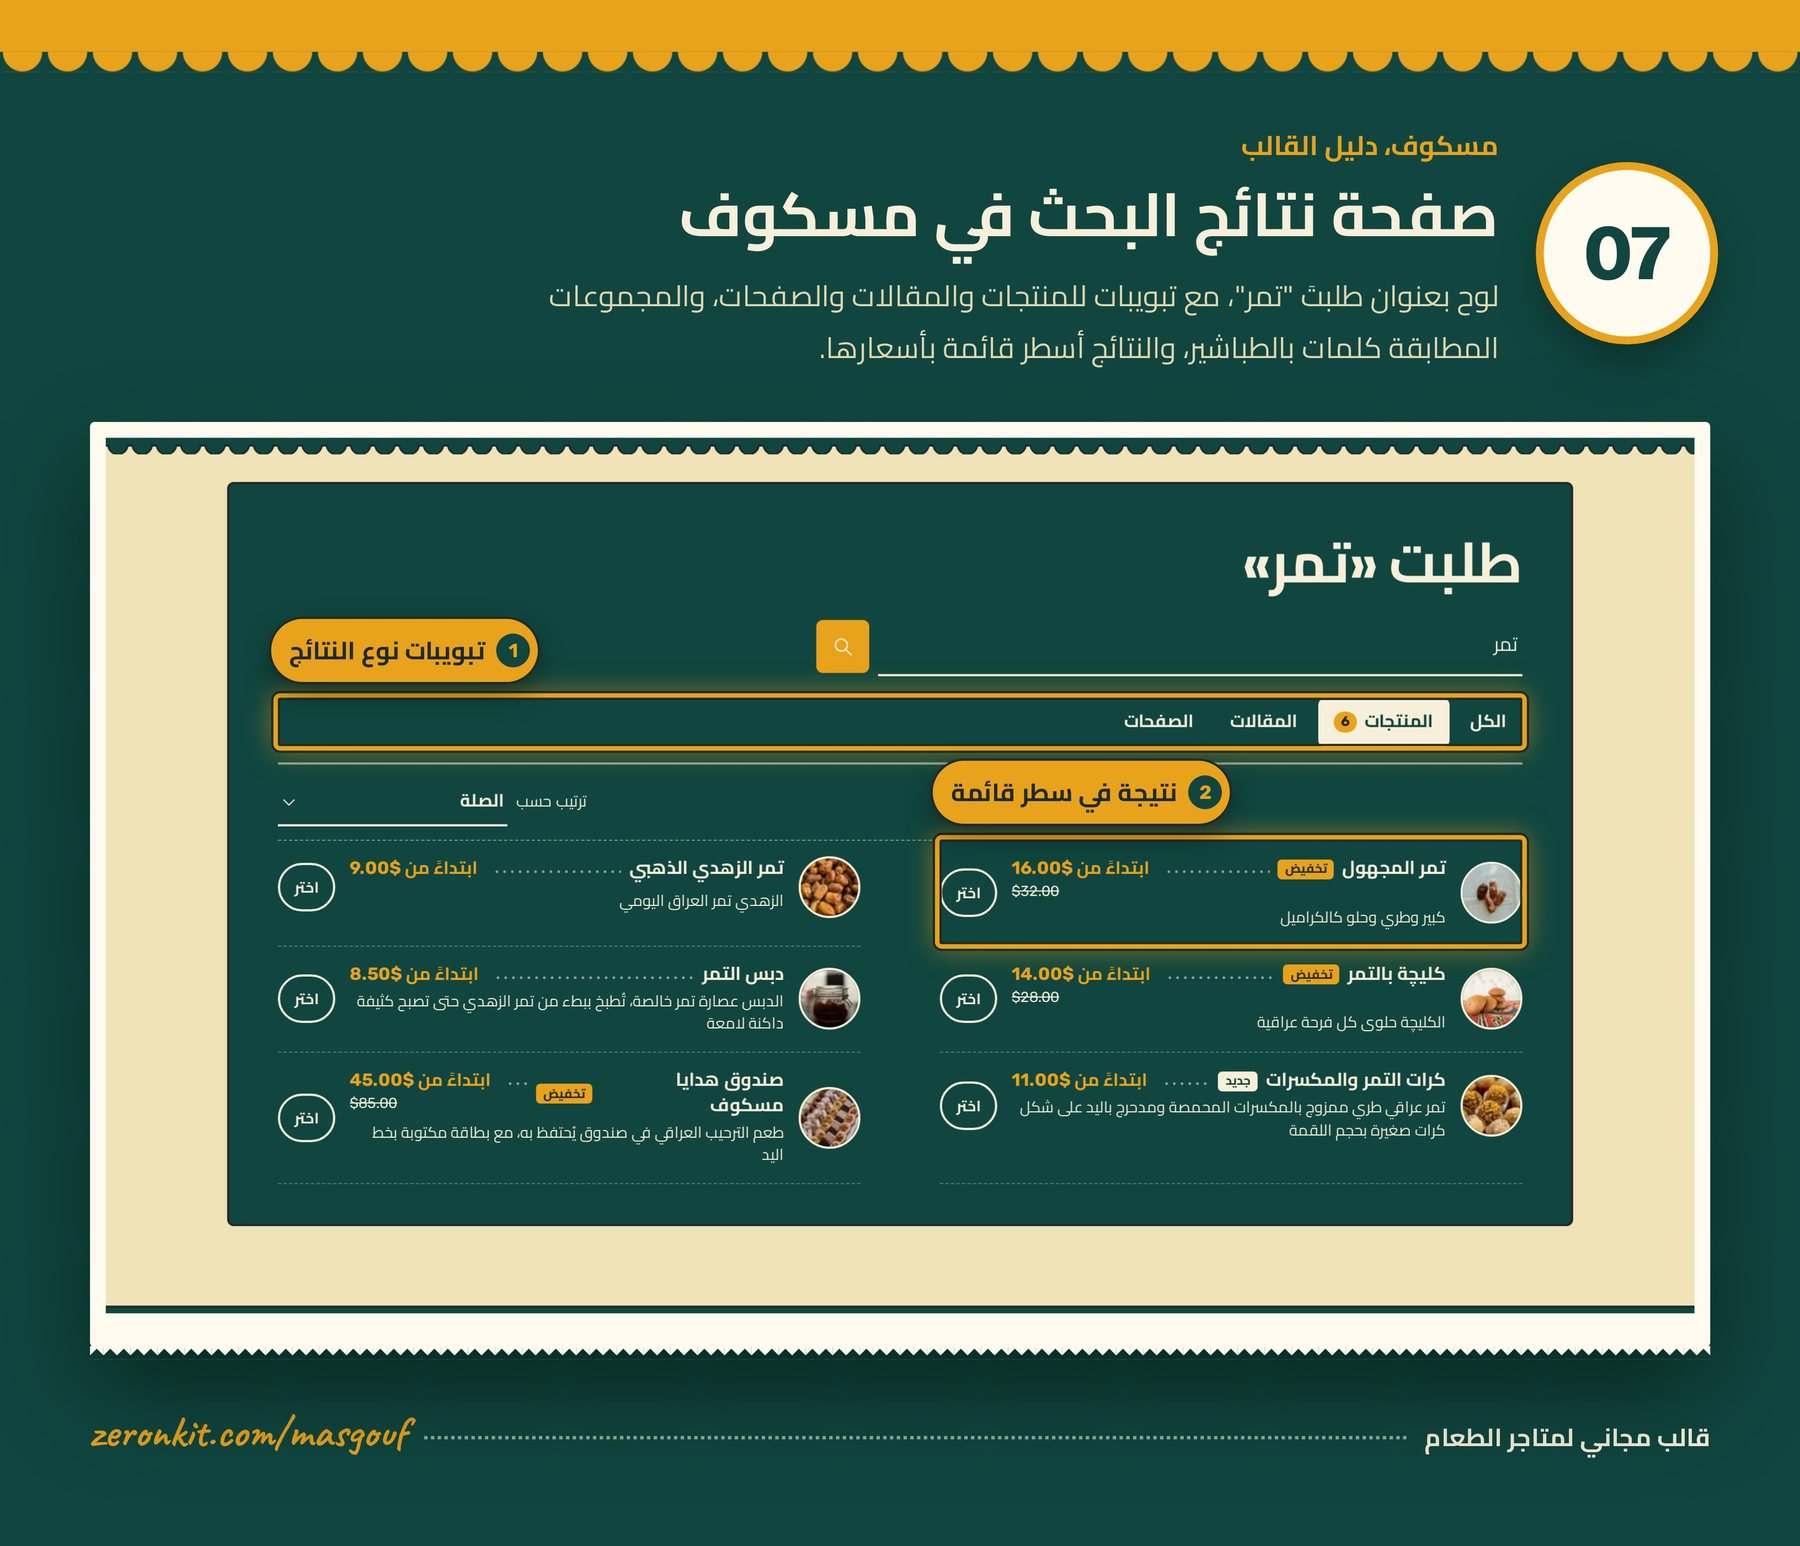 07
مسكوف، دليل القالب
صفحة نتائج البحث في مسكوف
لوح بعنوان طلبتَ "تمر"، مع تبويبات للمنتجات والمقالات والصفحات، والمجموعات
المطابقة كلمات بالطباشير، والنتائج أسطر قائمة بأسعارها.
طلبت «تمر»
تمر
1 تبويبات نوع النتائج
الكل
المنتجات 6
المقالات
الصفحات
2 نتيجة في سطر قائمة
ترتيب حسب
الصلة
تمر المجهول تخفيض ابتداءً من $16.00
$32.00
كبير وطري وحلو كالكراميل
اختر
تمر الزهدي الذهبي ابتداءً من $9.00
الزهدي تمر العراق اليومي
اختر
كليچة بالتمر تخفيض ابتداءً من $14.00
$28.00
الكليچة حلوى كل فرحة عراقية
اختر
دبس التمر ابتداءً من $8.50
الدبس عصارة تمر خالصة، تُطبخ ببطء من تمر الزهدي حتى تصبح كثيفة
داكنة لامعة
اختر
كرات التمر والمكسرات جديد ابتداءً من $11.00
تمر عراقي طري ممزوج بالمكسرات المحمصة ومدحرج باليد على شكل
كرات صغيرة بحجم اللقمة
اختر
صندوق هدايا
مسكوف
تخفيض
ابتداءً من $45.00
$85.00
طعم الترحيب العراقي في صندوق يُحتفظ به، مع بطاقة مكتوبة بخط
اليد
اختر
قالب مجاني لمتاجر الطعام
zeronkit.com/masgouf